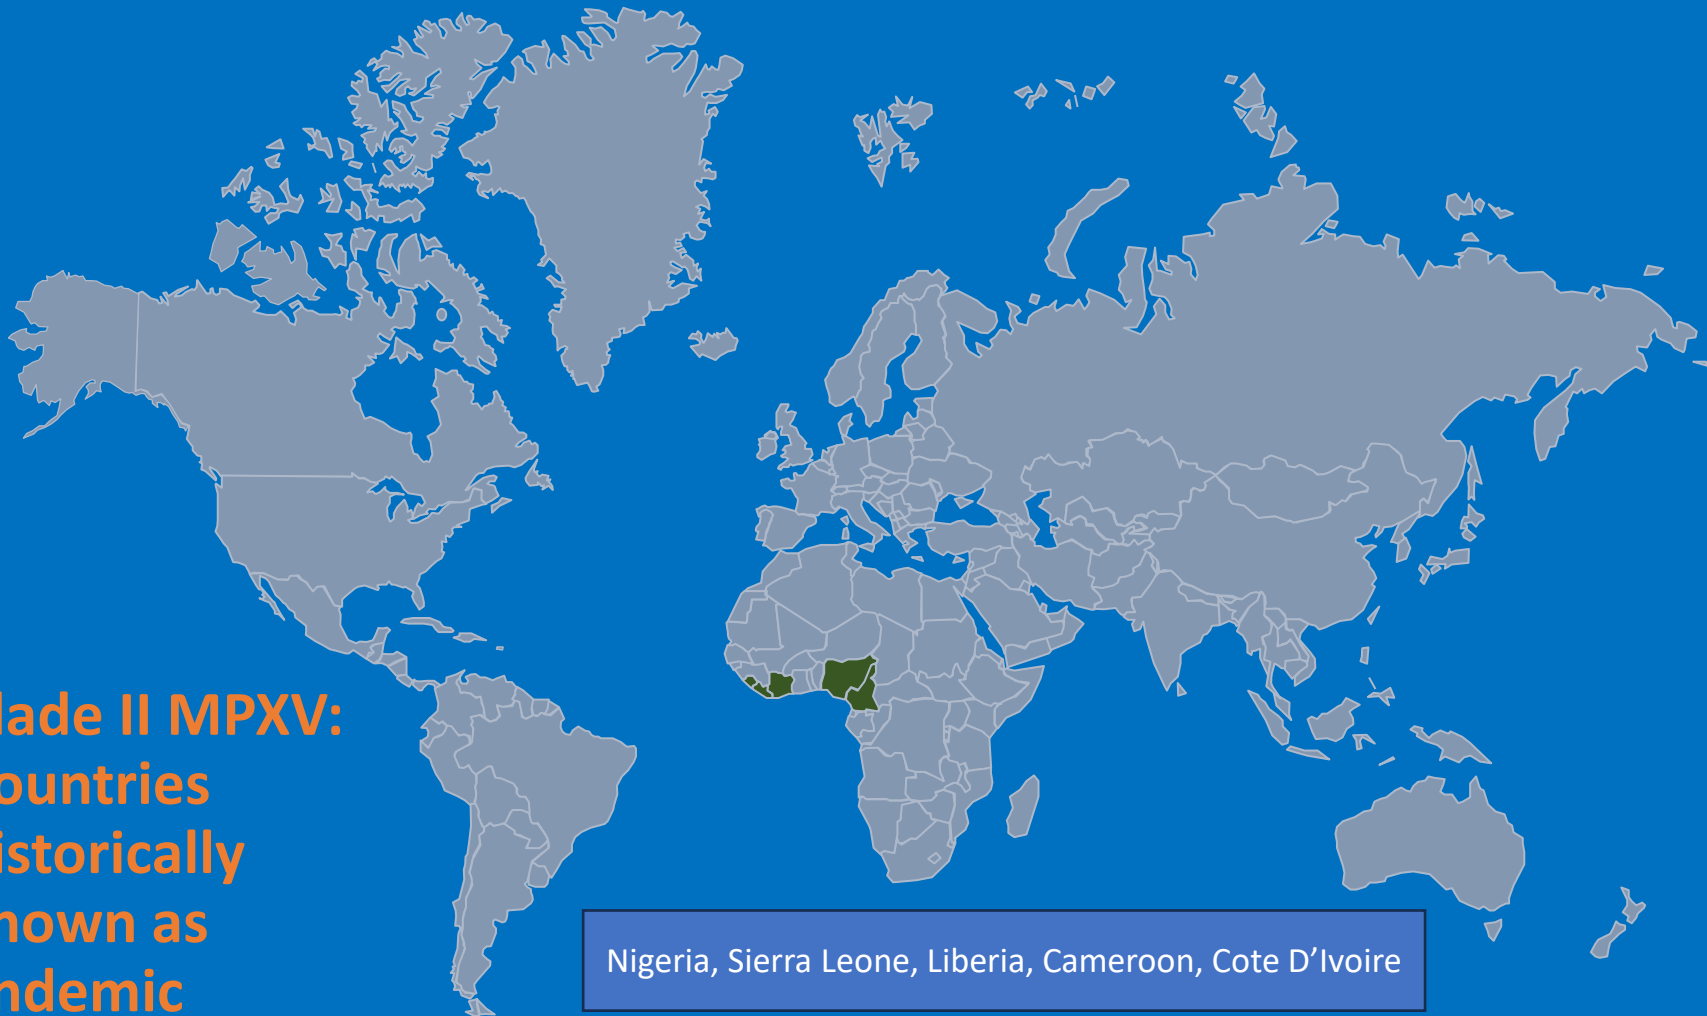 lade II MPXV:
ountries
istorically
nown as
ndemic
Nigeria, Sierra Leone, Liberia, Cameroon, Cote D'Ivoire